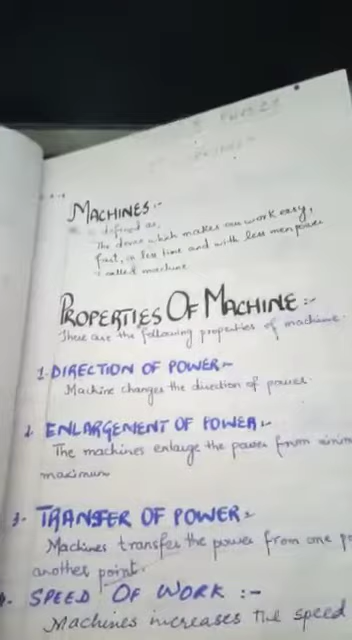 MACHINES:-
is defined as,
The device which makes our work easy,
fast, in less time and with less men power
is called machine
PROPERTIES OF MACHINE:-
There are the following properties of machine.
1. DIRECTION OF POWER:-
Machine changes the direction of power.
2. ENLARGEMENT OF POWER:-
The machines enlarge the power from minim
maximum
3- TRANSFER OF POWER:-
Machines transfer the power from one p
another point.
SPEED OF WORK :-
Machines increases the speed